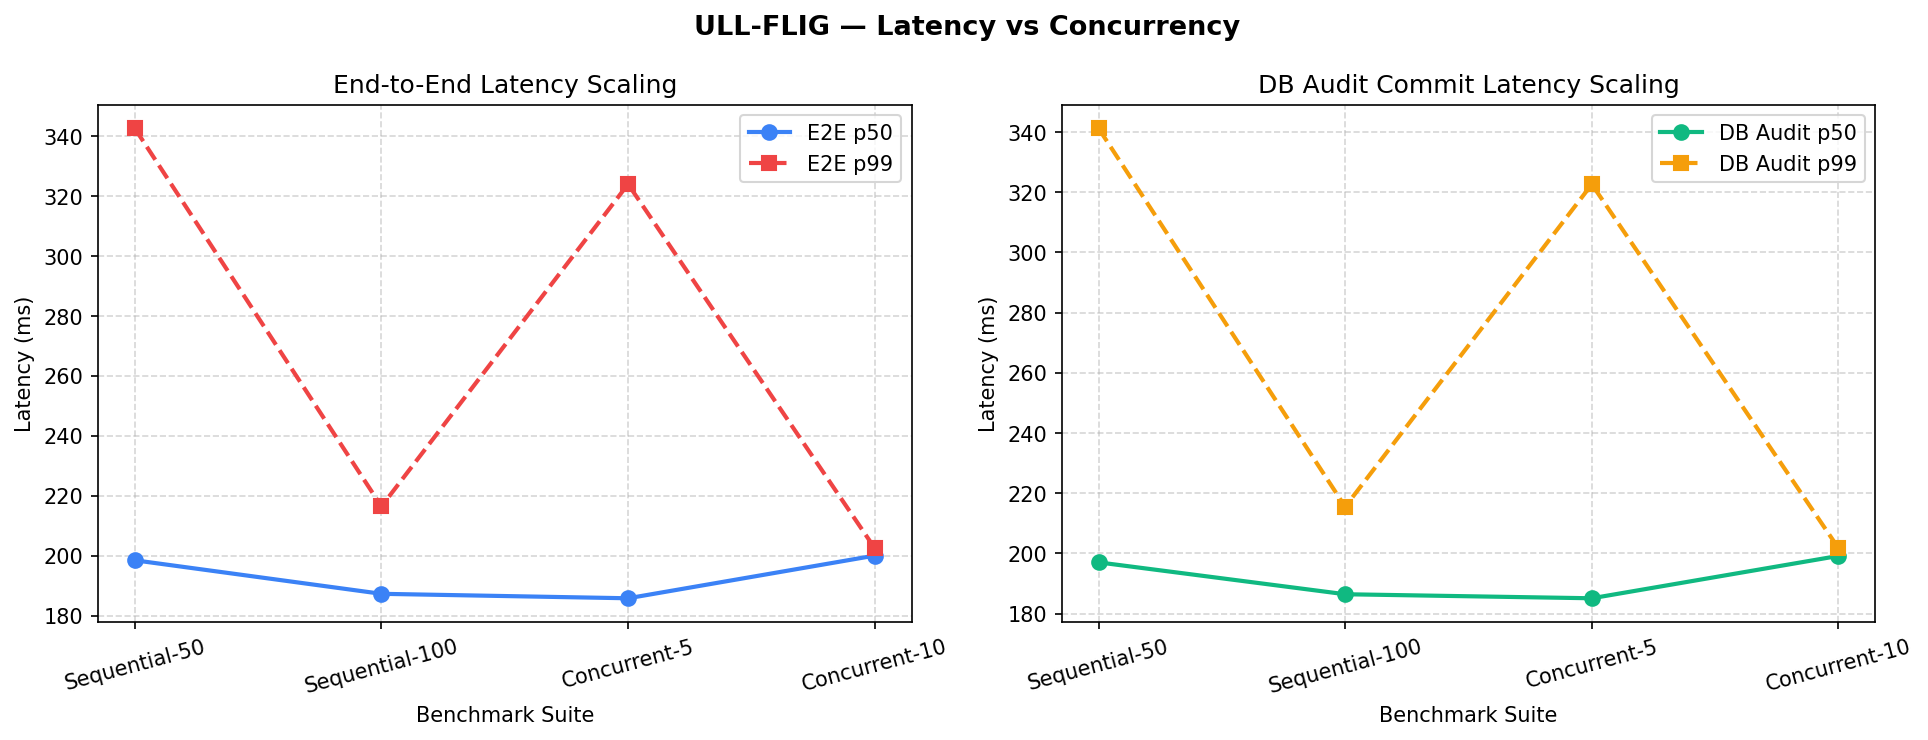 ULL-FLIG — Latency vs Concurrency
End-to-End Latency Scaling
E2E p50
E2E p99
Latency (ms)
340
320
300
280
260
240
220
200
180
Sequential-50
Sequential-100
Concurrent-5
Concurrent-10
Benchmark Suite
DB Audit Commit Latency Scaling
DB Audit p50
DB Audit p99
Latency (ms)
340
320
300
280
260
240
220
200
180
Sequential-50
Sequential-100
Concurrent-5
Concurrent-10
Benchmark Suite